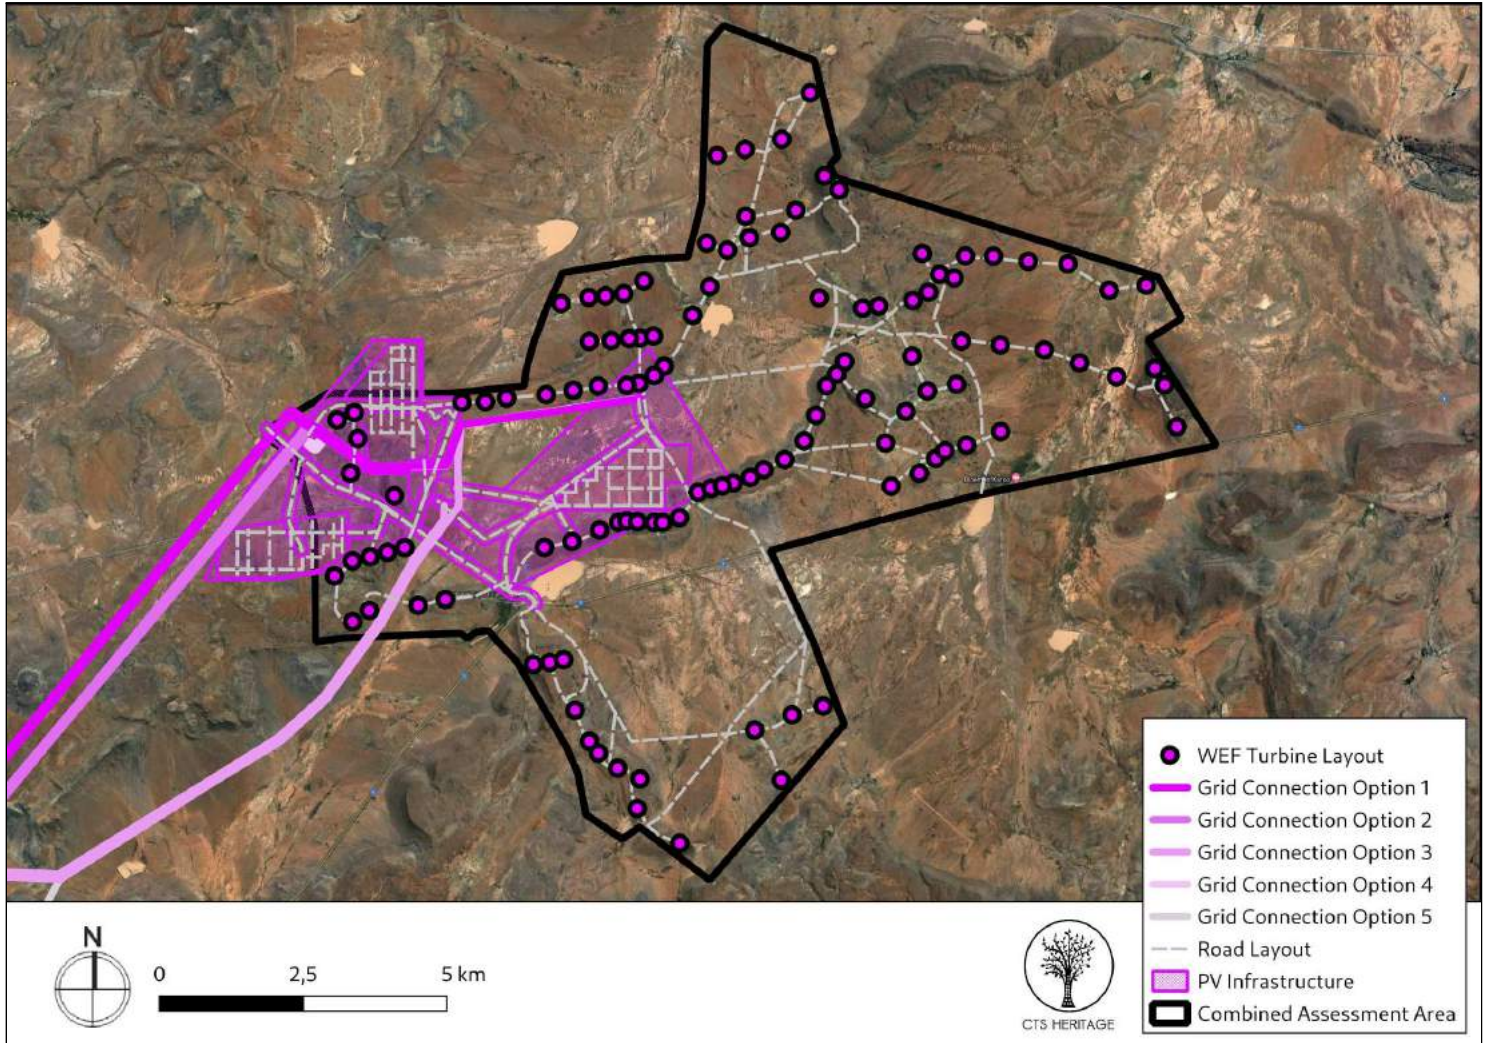 WEF Turbine Layout
Grid Connection Option 1
Grid Connection Option 2
Grid Connection Option 3
Grid Connection Option 4
Grid Connection Option 5
Road Layout
PV Infrastructure
Combined Assessment Area
N
0 2,5 5 km
CTS HERITAGE